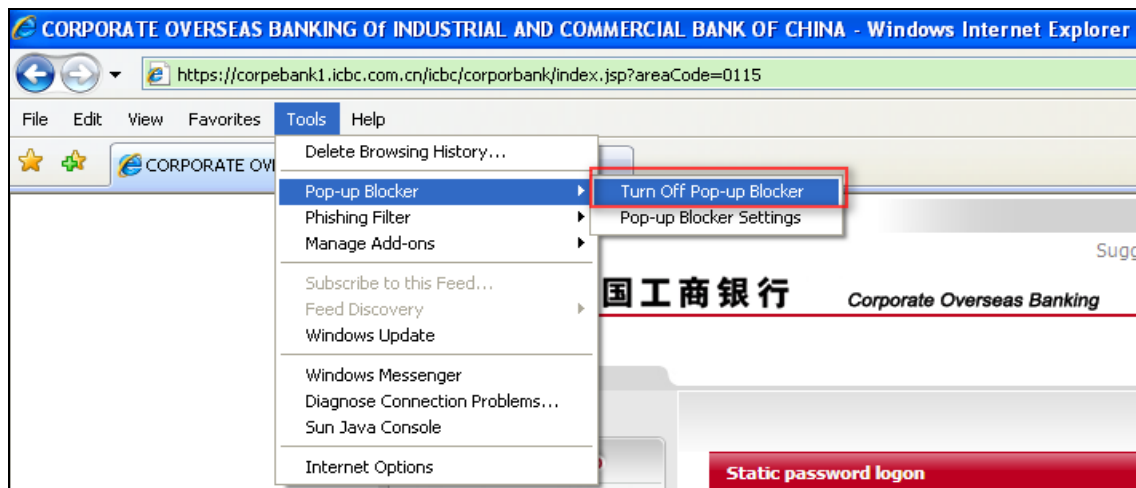 CORPORATE OVERSEAS BANKING Of INDUSTRIAL AND COMMERCIAL BANK OF CHINA - Windows Internet Explorer
https://corpebank1.icbc.com.cn/icbc/corporbank/index.jsp?areaCode=0115
File Edit View Favorites Tools Help
CORPORATE OVE
Delete Browsing History...
Pop-up Blocker
Turn Off Pop-up Blocker
Phishing Filter
Pop-up Blocker Settings
Manage Add-ons
Sugg
Subscribe to this Feed...
国工商银行 Corporate Overseas Banking
Feed Discovery
Windows Update
Windows Messenger
Diagnose Connection Problems...
Sun Java Console
Internet Options
Static password logon